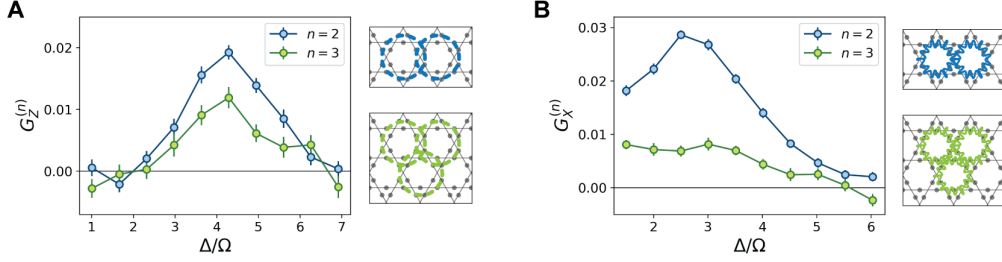 A
0.02
0.01
0.00
G_Z^{(n)}
n = 2
n = 3
1 2 3 4 5 6 7
Δ/Ω
B
0.03
0.02
0.01
0.00
G_X^{(n)}
n = 2
n = 3
2 3 4 5 6
Δ/Ω